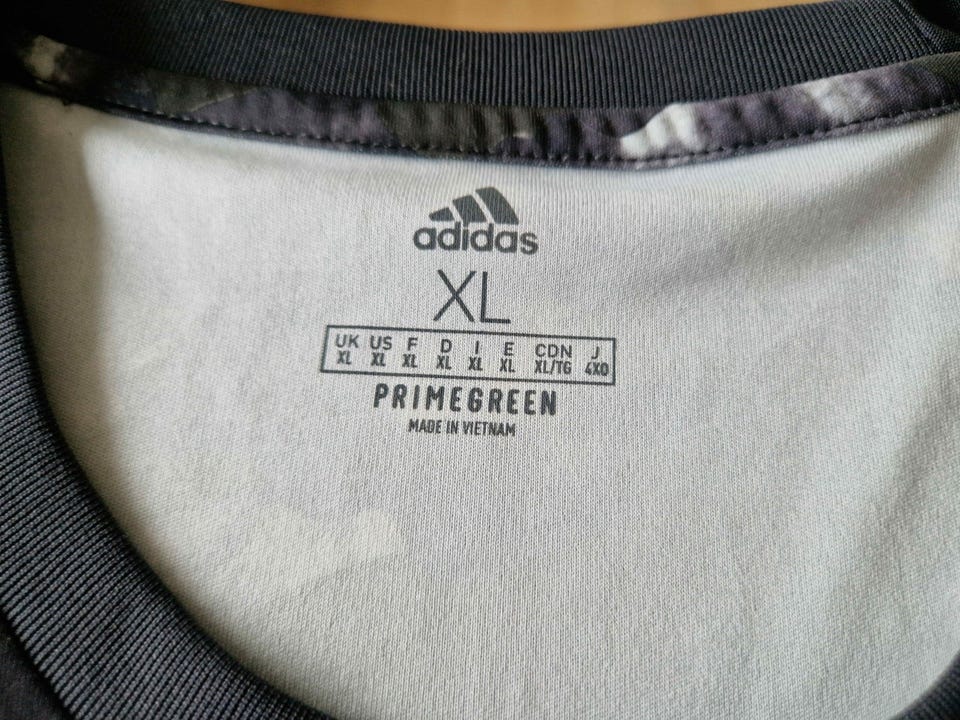 adidas
XL
UK US F D I E CDN J
XL XL XL XL XL XL XL/TG 4XO
PRIMEGREEN
MADE IN VIETNAM